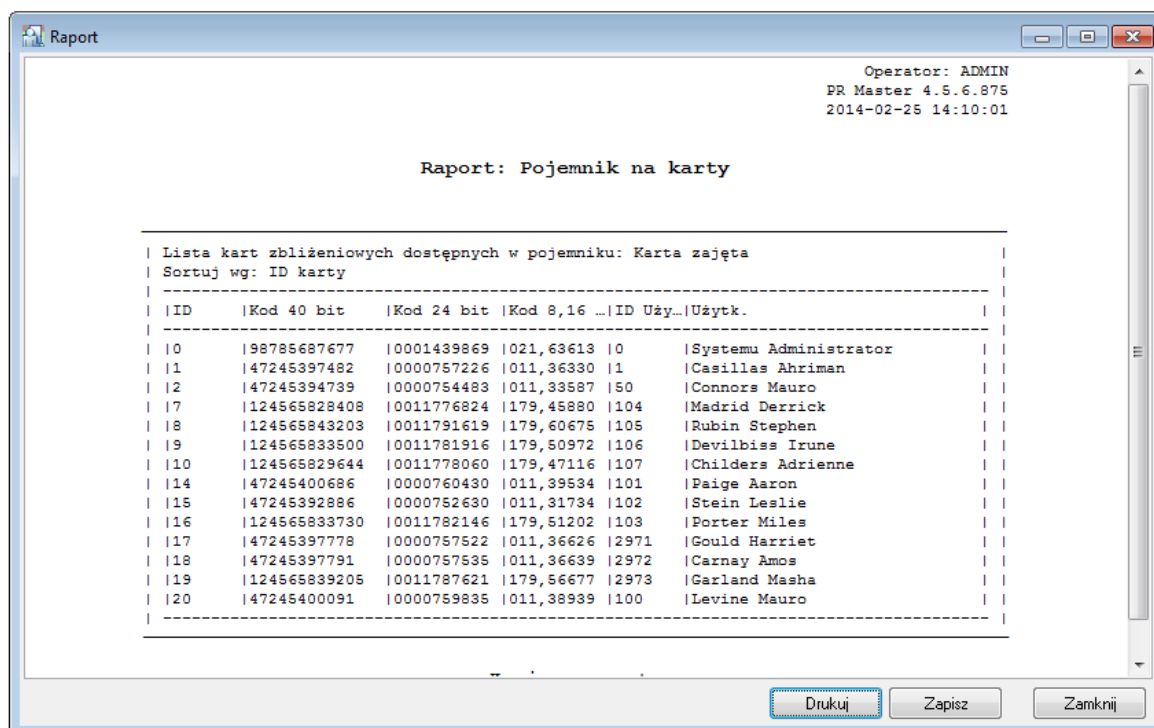 Raport
Operator: ADMIN
PR Master 4.5.6.875
2014-02-25 14:10:01
Raport: Pojemnik na karty
| Lista kart zbliżeniowych dostępnych w pojemniku: Karta zajęta |
| Sortuj wg: ID karty |
|ID |Kod 40 bit |Kod 24 bit |Kod 8,16 …|ID Uży…|Użytk. | |
|0 |98785687677 |0001439869 |021,63613 |0 |Systemu Administrator | |
|1 |47245397482 |0000757226 |011,36330 |1 |Casillas Ahriman | |
|2 |47245394739 |0000754483 |011,33587 |50 |Connors Mauro | |
|7 |124565828408 |0011776824 |179,45880 |104 |Madrid Derrick | |
|8 |124565843203 |0011791619 |179,60675 |105 |Rubin Stephen | |
|9 |124565833500 |0011781916 |179,50972 |106 |Devilbiss Irune | |
|10 |124565829644 |0011778060 |179,47116 |107 |Childers Adrienne | |
|14 |47245400686 |0000760430 |011,39534 |101 |Paige Aaron | |
|15 |47245392886 |0000752630 |011,31734 |102 |Stein Leslie | |
|16 |124565833730 |0011782146 |179,51202 |103 |Porter Miles | |
|17 |47245397778 |0000757522 |011,36626 |2971 |Gould Harriet | |
|18 |47245397791 |0000757535 |011,36639 |2972 |Carnay Amos | |
|19 |124565839205 |0011787621 |179,56677 |2973 |Garland Masha | |
|20 |47245400091 |0000759835 |011,38939 |100 |Levine Mauro | |
Drukuj Zapisz Zamknij